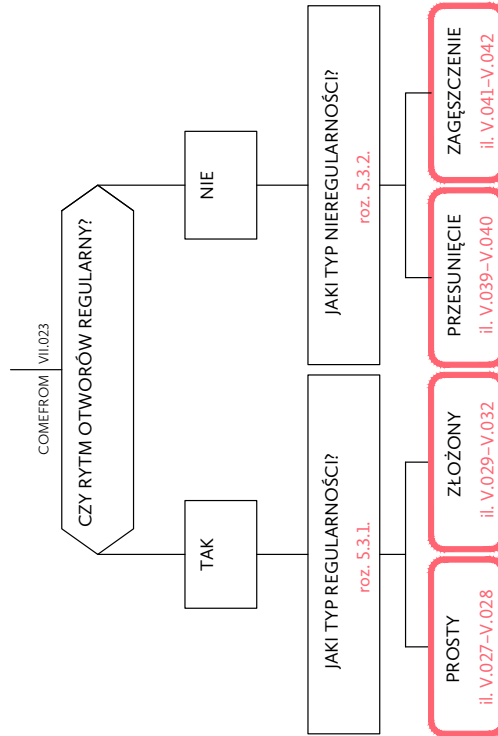 COMEFROM VII.023
CZY RYTM OTWORÓW REGULARNY?
TAK
NIE
JAKI TYP REGULARNOŚCI?
roz. 5.3.1.
JAKI TYP NIEREGULARNOŚCI?
roz. 5.3.2.
PROSTY
il. V.027–V.028
ZŁOŻONY
il. V.029–V.032
PRZESUNIĘCIE
il. V.039–V.040
ZAGĘSZCZENIE
il. V.041–V.042